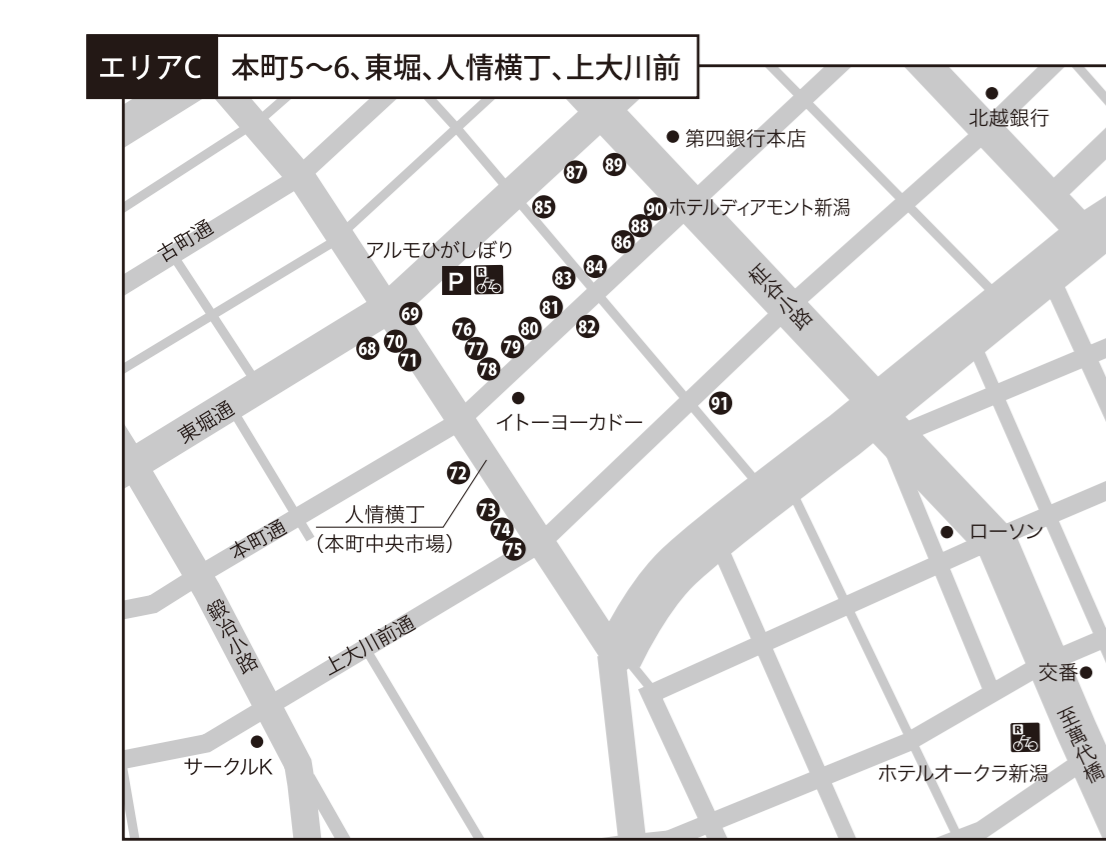 エリアC 本町5～6、東堀、人情横丁、上大川前
北越銀行
第四銀行本店
87
89
85
90
ホテルディアモント新潟
88
古町通
86
アルモひがしぼり
P
R
84
83
柾谷小路
81
69
76
80
82
70
68
77
79
71
78
イトーヨーカドー
91
東堀通
72
人情横丁
(本町中央市場)
73
74
75
ローソン
本町通
鍛冶小路
上大川前通
交番
至萬代橋
R
サークルK
ホテルオークラ新潟